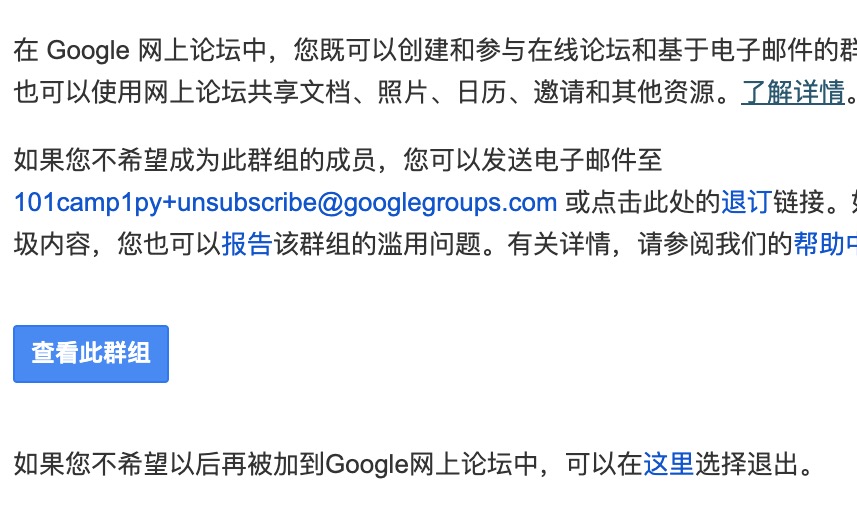 在 Google 网上论坛中，您既可以创建和参与在线论坛和基于电子邮件的群
也可以使用网上论坛共享文档、照片、日历、邀请和其他资源。了解详情。
如果您不希望成为此群组的成员，您可以发送电子邮件至
101camp1py+unsubscribe@googlegroups.com 或点击此处的退订链接。如
圾内容，您也可以报告该群组的滥用问题。有关详情，请参阅我们的帮助中
查看此群组
如果您不希望以后再被加到Google网上论坛中，可以在这里选择退出。